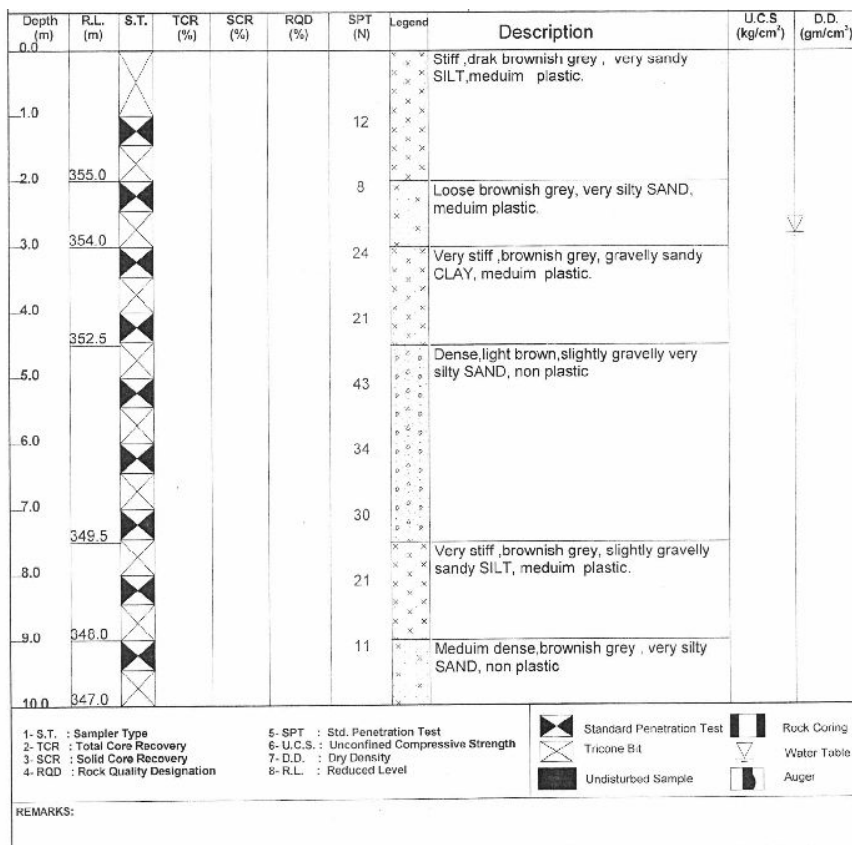 Depth (m) R.L. (m) S.T. TCR (%) SCR (%) RQD (%) SPT (N) Legend Description U.C.S (kg/cm²) D.D. (gm/cm³)
0.0
Stiff ,drak brownish grey , very sandy
SILT,meduim plastic.
1.0
12
355.0
2.0
8
Loose brownish grey, very silty SAND,
meduim plastic.
354.0
3.0
24
Very stiff ,brownish grey, gravelly sandy
CLAY, meduim plastic.
4.0
21
352.5
Dense,light brown,slightly gravelly very
silty SAND, non plastic
5.0
43
6.0
34
7.0
30
349.5
Very stiff ,brownish grey, slightly gravelly
sandy SILT, meduim plastic.
8.0
21
348.0
9.0
11
Meduim dense,brownish grey , very silty
SAND, non plastic
347.0
10.0
1- S.T. : Sampler Type
2- TCR : Total Core Recovery
3- SCR : Solid Core Recovery
4- RQD : Rock Quality Designation
5- SPT : Std. Penetration Test
6- U.C.S. : Unconfined Compressive Strength
7- D.D. : Dry Density
8- R.L. : Reduced Level
Standard Penetration Test
Tricone Bit
Undisturbed Sample
Rock Coring
Water Table
Auger
REMARKS: